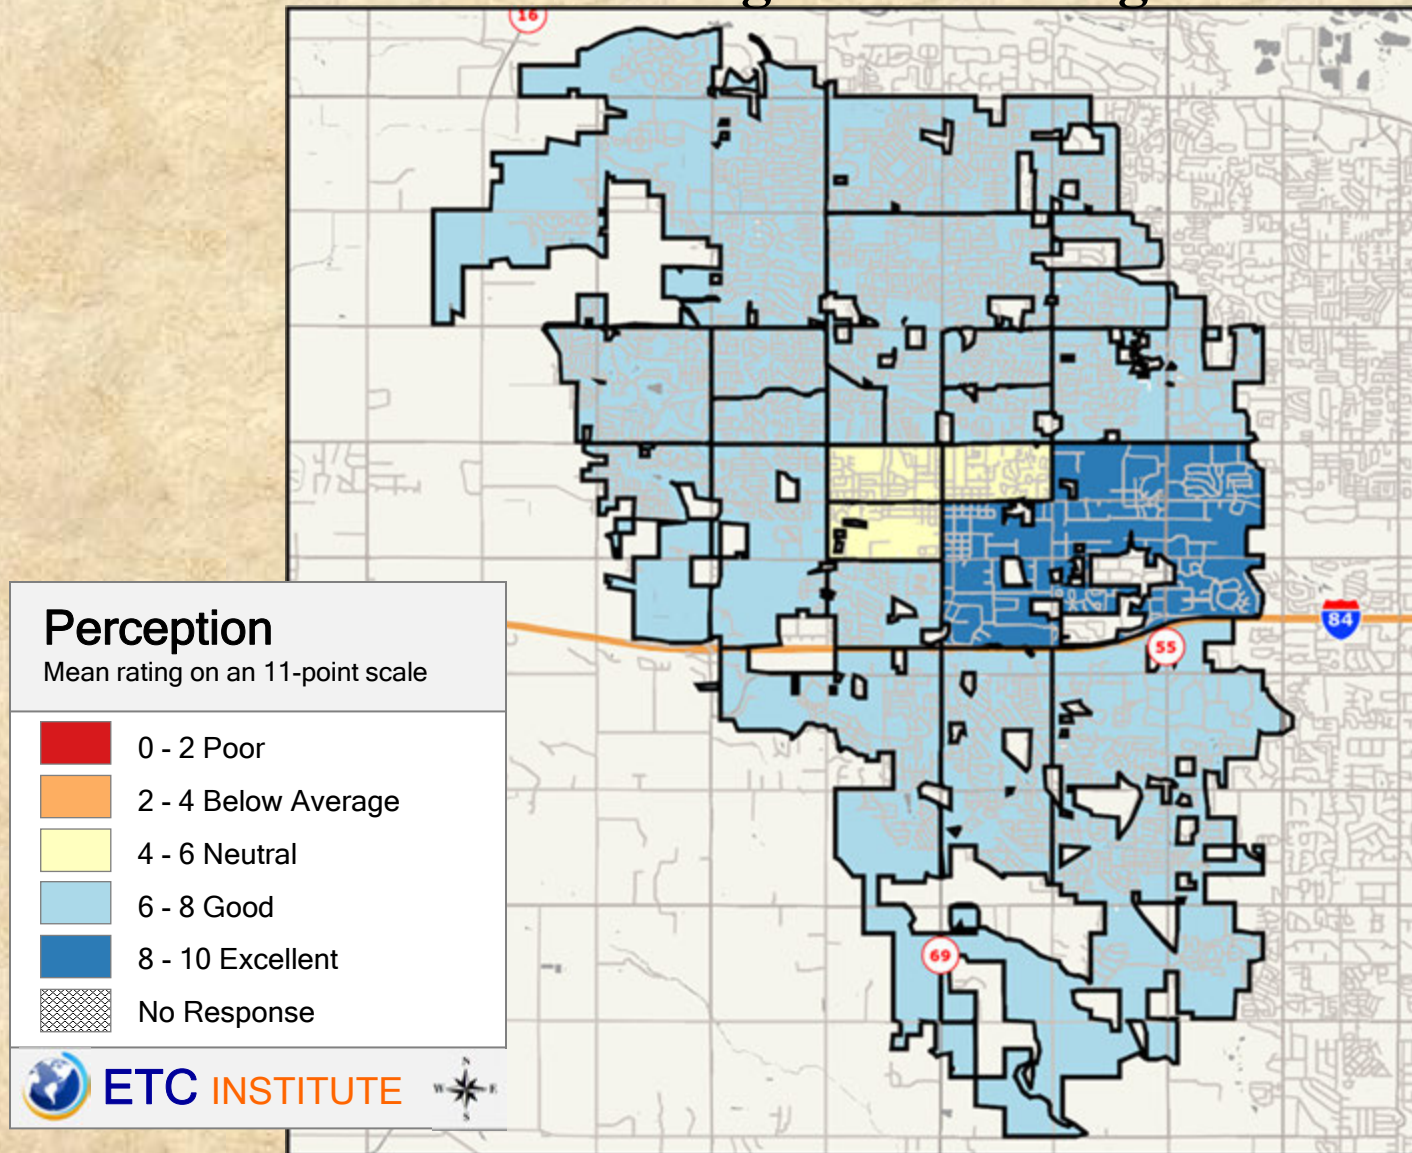 16
84
55
69
Perception
Mean rating on an 11-point scale
0 - 2 Poor
2 - 4 Below Average
4 - 6 Neutral
6 - 8 Good
8 - 10 Excellent
No Response
ETC INSTITUTE
N
W E
S